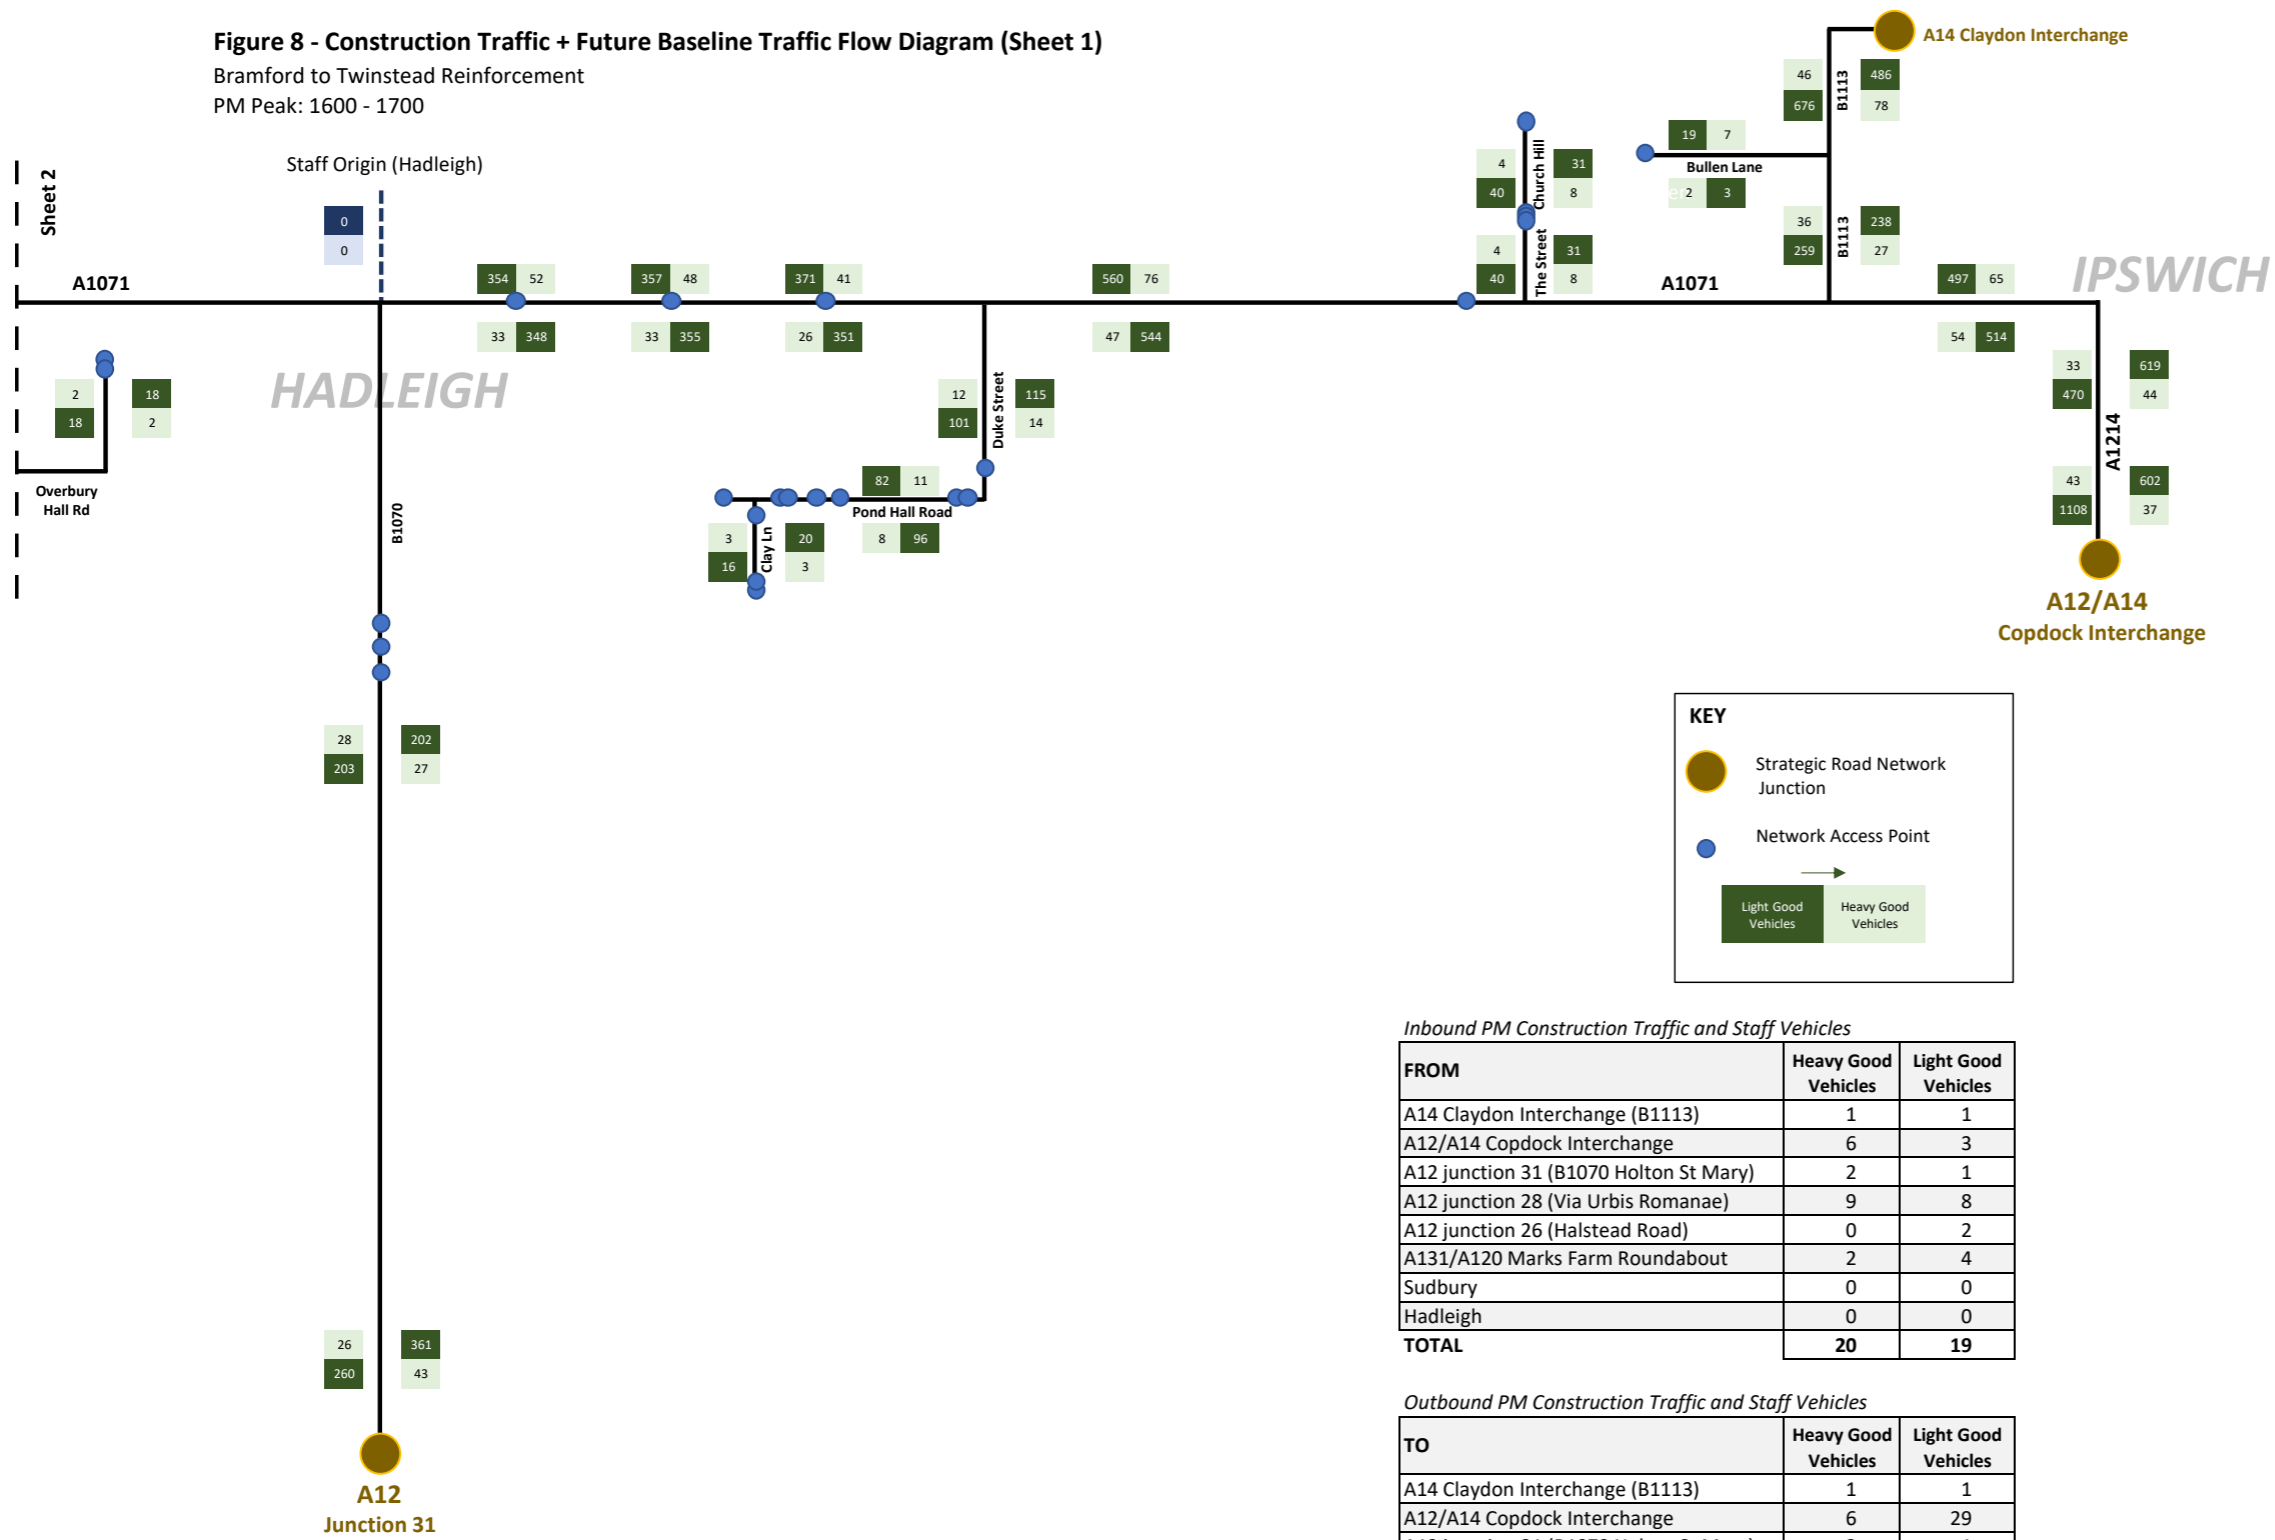 Figure 8 - Construction Traffic + Future Baseline Traffic Flow Diagram (Sheet 1)
Bramford to Twinstead Reinforcement
PM Peak: 1600 - 1700
A14 Claydon Interchange
46 486
676 78
B1113
19 7
Bullen Lane
2 3
36 238
259 27
B1113
4 31
40 8
Church Hill
4 31
40 8
The Street
Sheet 2
Staff Origin (Hadleigh)
0
0
A1071
354 52
33 348
357 48
33 355
371 41
26 351
560 76
47 544
A1071
497 65
54 514
IPSWICH
HADLEIGH
2 18
18 2
Overbury
Hall Rd
B1070
12 115
101 14
Duke Street
82 11
Pond Hall Road
8 96
3 20
16 3
Clay Ln
33 619
470 44
A1214
43 602
1108 37
A12/A14
Copdock Interchange
28 202
203 27
26 361
260 43
A12
Junction 31
KEY
Strategic Road Network
Junction
Network Access Point
Light Good Heavy Good
Vehicles Vehicles
Inbound PM Construction Traffic and Staff Vehicles
FROM Heavy Good Vehicles Light Good Vehicles
A14 Claydon Interchange (B1113) 1 1
A12/A14 Copdock Interchange 6 3
A12 junction 31 (B1070 Holton St Mary) 2 1
A12 junction 28 (Via Urbis Romanae) 9 8
A12 junction 26 (Halstead Road) 0 2
A131/A120 Marks Farm Roundabout 2 4
Sudbury 0 0
Hadleigh 0 0
TOTAL 20 19
Outbound PM Construction Traffic and Staff Vehicles
TO Heavy Good Vehicles Light Good Vehicles
A14 Claydon Interchange (B1113) 1 1
A12/A14 Copdock Interchange 6 29